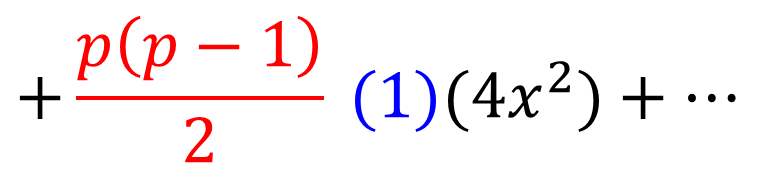 + p(p − 1)/2 (1)(4x²) + ⋯